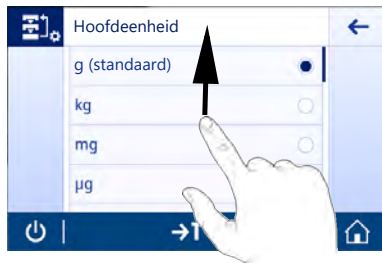 Hoofdeenheid
g (standaard)
kg
mg
µg
→T